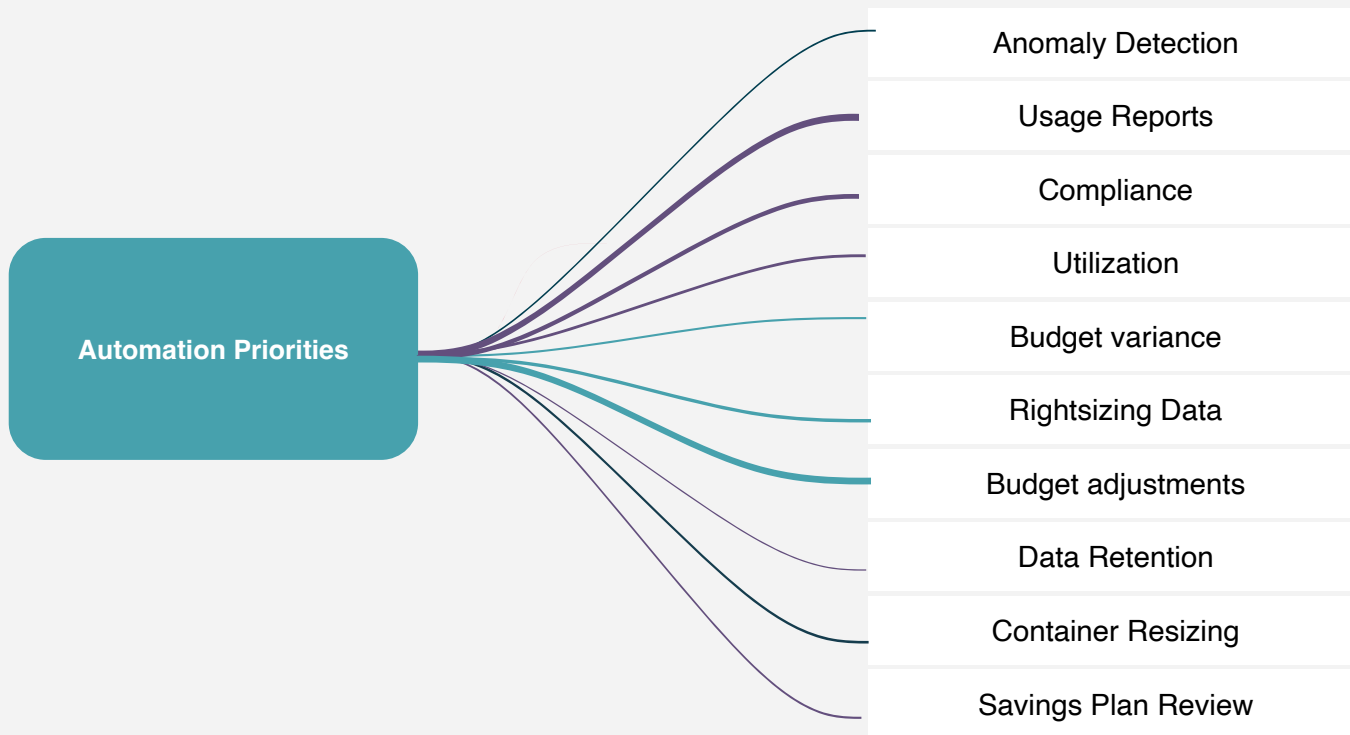 Automation Priorities
Anomaly Detection
Usage Reports
Compliance
Utilization
Budget variance
Rightsizing Data
Budget adjustments
Data Retention
Container Resizing
Savings Plan Review